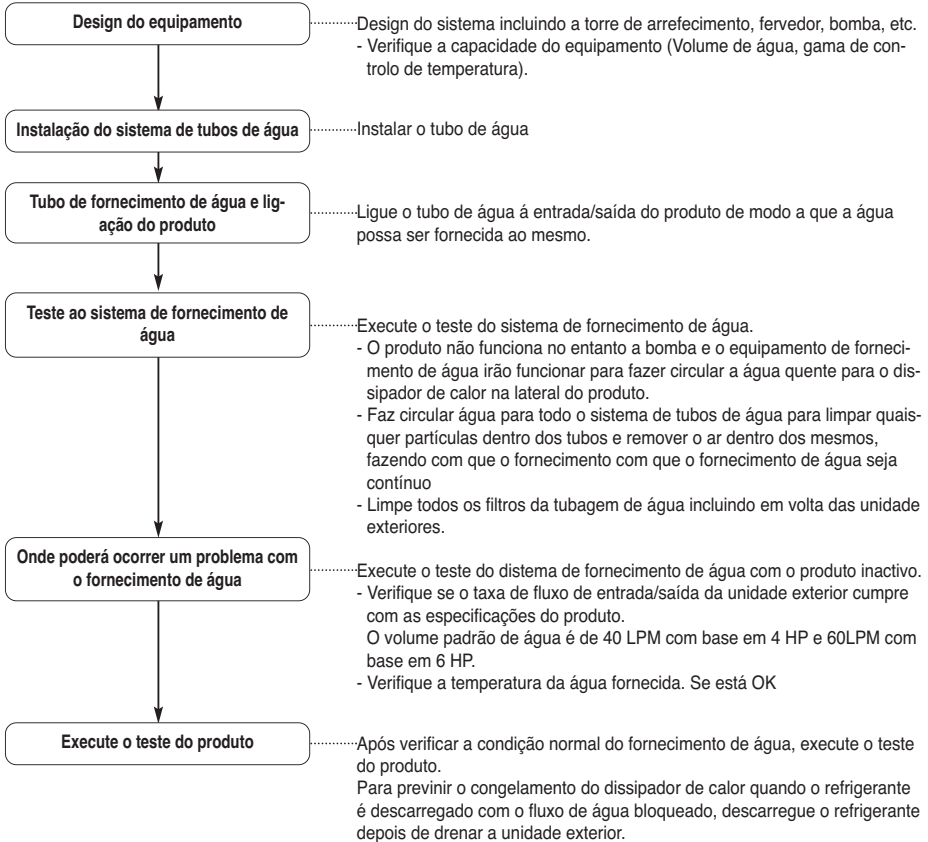 Design do equipamento
Design do sistema incluindo a torre de arrefecimento, fervedor, bomba, etc.
- Verifique a capacidade do equipamento (Volume de água, gama de con-
trolo de temperatura).
Instalação do sistema de tubos de água
Instalar o tubo de água
Tubo de fornecimento de água e lig-
ação do produto
Ligue o tubo de água á entrada/saída do produto de modo a que a água
possa ser fornecida ao mesmo.
Teste ao sistema de fornecimento de
água
Execute o teste do sistema de fornecimento de água.
- O produto não funciona no entanto a bomba e o equipamento de forneci-
mento de água irão funcionar para fazer circular a água quente para o dis-
sipador de calor na lateral do produto.
- Faz circular água para todo o sistema de tubos de água para limpar quais-
quer partículas dentro dos tubos e remover o ar dentro dos mesmos,
fazendo com que o fornecimento com que o fornecimento de água seja
contínuo
- Limpe todos os filtros da tubagem de água incluindo em volta das unidade
exteriores.
Onde poderá ocorrer um problema com
o fornecimento de água
Execute o teste do distema de fornecimento de água com o produto inactivo.
- Verifique se o taxa de fluxo de entrada/saída da unidade exterior cumpre
com as especificações do produto.
O volume padrão de água é de 40 LPM com base em 4 HP e 60LPM com
base em 6 HP.
- Verifique a temperatura da água fornecida. Se está OK
Execute o teste do produto
Após verificar a condição normal do fornecimento de água, execute o teste
do produto.
Para previnir o congelamento do dissipador de calor quando o refrigerante
é descarregado com o fluxo de água bloqueado, descarregue o refrigerante
depois de drenar a unidade exterior.